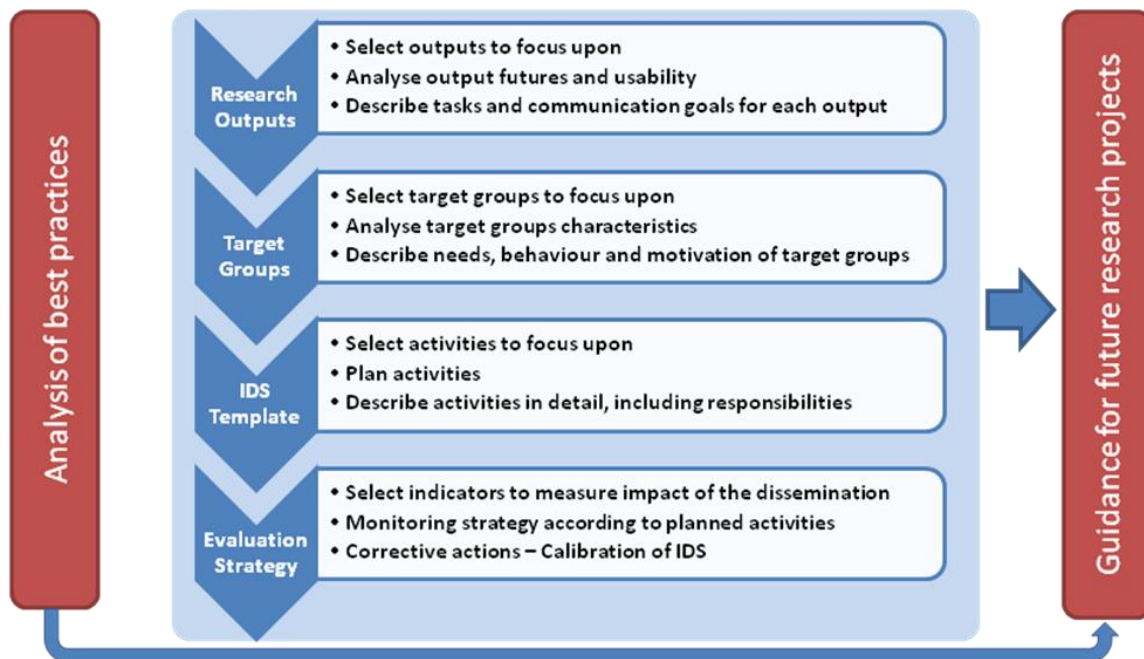 Analysis of best practices
Research
Outputs
• Select outputs to focus upon
• Analyse output futures and usability
• Describe tasks and communication goals for each output
Target
Groups
• Select target groups to focus upon
• Analyse target groups characteristics
• Describe needs, behaviour and motivation of target groups
IDS
Template
• Select activities to focus upon
• Plan activities
• Describe activities in detail, including responsibilities
Evaluation
Strategy
• Select indicators to measure impact of the dissemination
• Monitoring strategy according to planned activities
• Corrective actions – Calibration of IDS
Guidance for future research projects